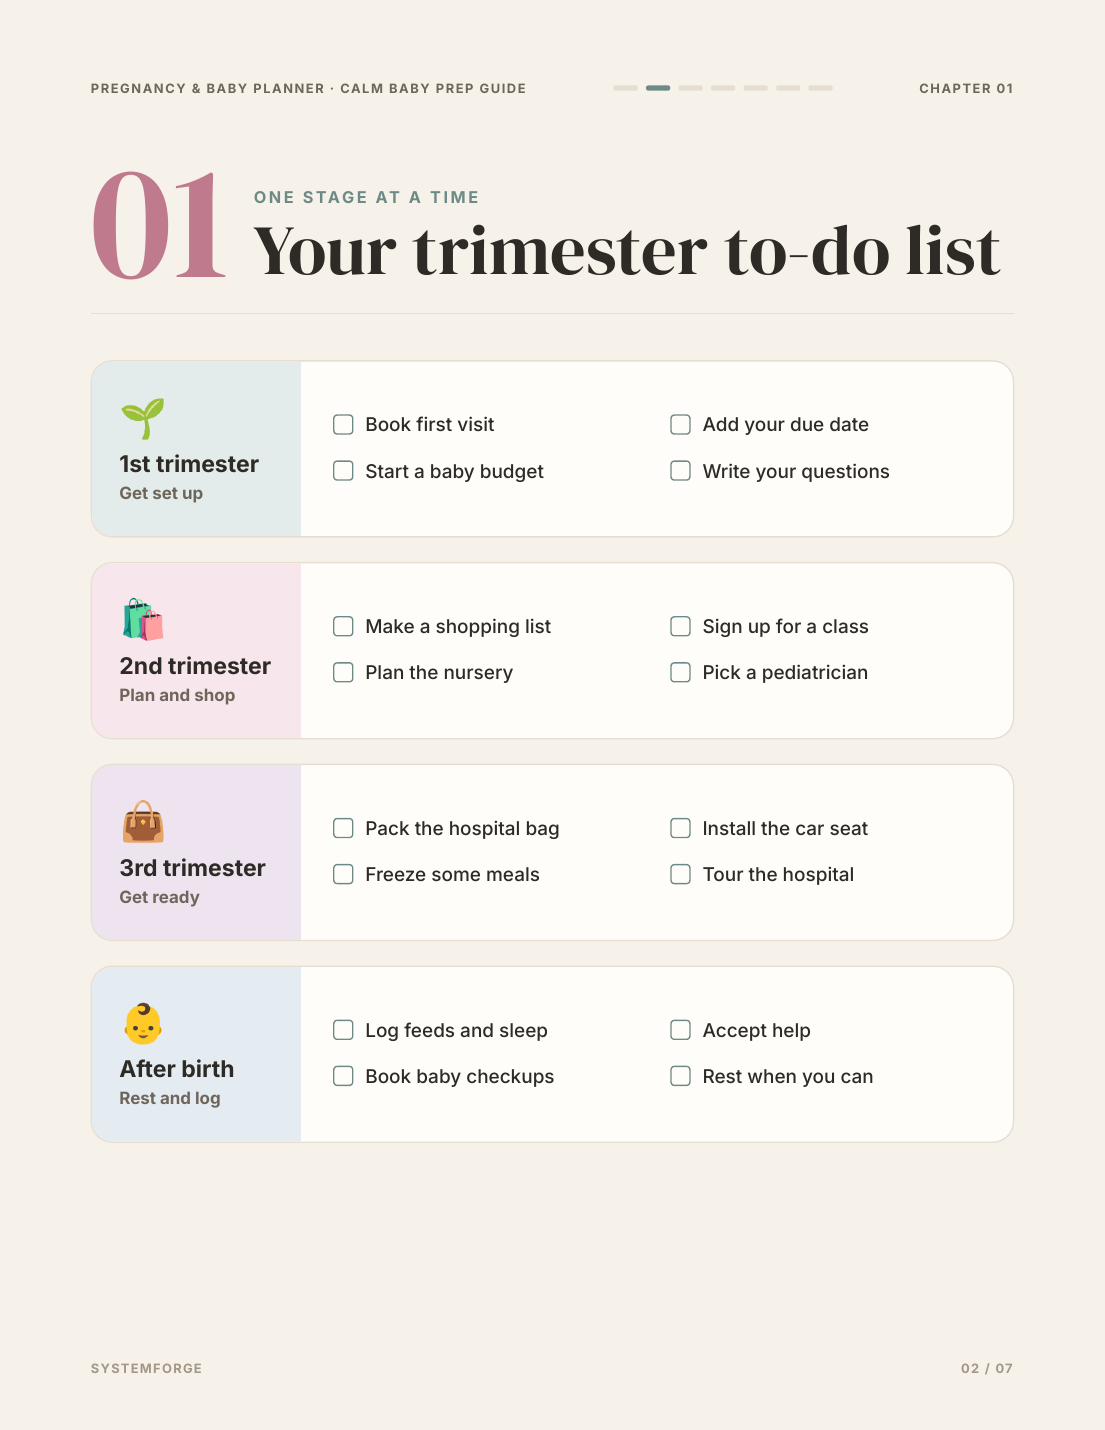 PREGNANCY & BABY PLANNER · CALM BABY PREP GUIDE
CHAPTER 01
01
ONE STAGE AT A TIME
Your trimester to-do list
1st trimester
Get set up
Book first visit
Add your due date
Start a baby budget
Write your questions
2nd trimester
Plan and shop
Make a shopping list
Sign up for a class
Plan the nursery
Pick a pediatrician
3rd trimester
Get ready
Pack the hospital bag
Install the car seat
Freeze some meals
Tour the hospital
After birth
Rest and log
Log feeds and sleep
Accept help
Book baby checkups
Rest when you can
SYSTEMFORGE
02 / 07